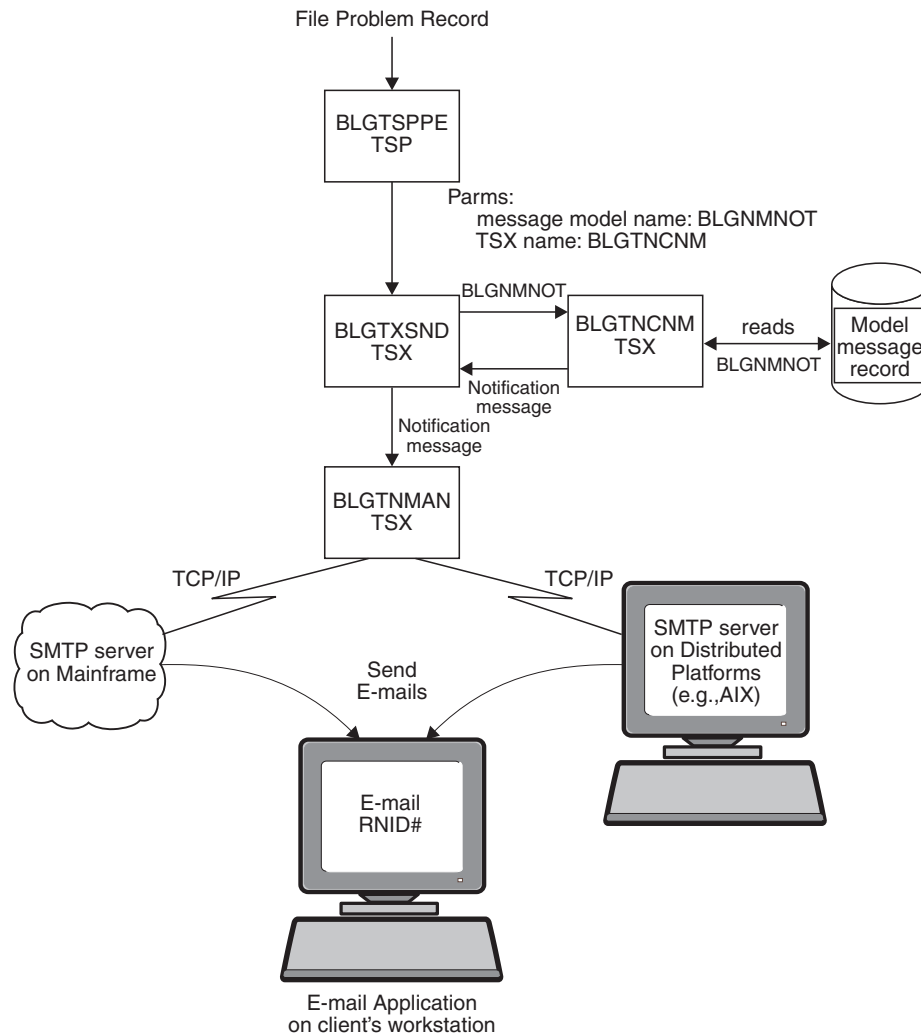 File Problem Record
BLGTSPPE
TSP
Parms:
message model name: BLGNMNOT
TSX name: BLGTNCNM
BLGNMNOT
BLGTXSND
TSX
BLGTNCNM
TSX
reads
BLGNMNOT
Model
message
record
Notification
message
Notification
message
BLGTNMAN
TSX
TCP/IP
TCP/IP
SMTP server
on Mainframe
Send
E-mails
SMTP server
on Distributed
Platforms
(e.g.,AIX)
E-mail
RNID#
E-mail Application
on client's workstation